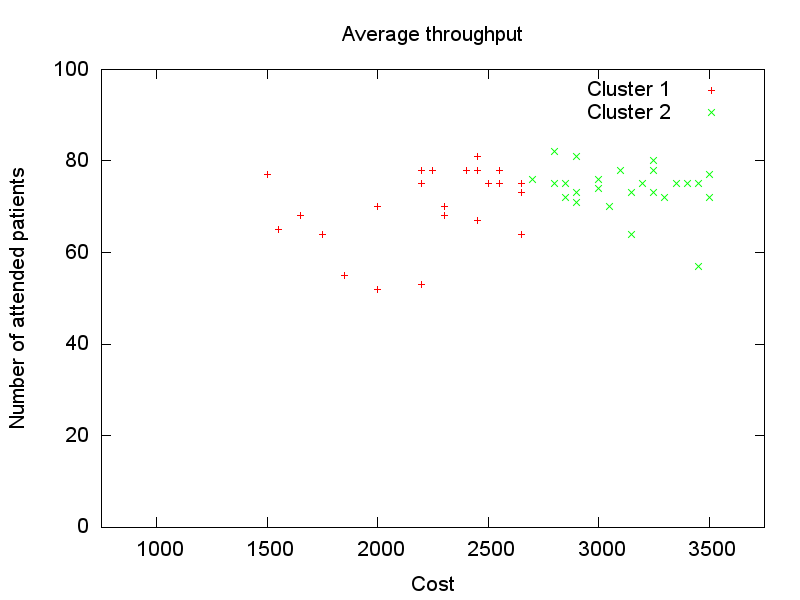 Average throughput
Cluster 1
Cluster 2
Number of attended patients
100
80
60
40
20
0
1000 1500 2000 2500 3000 3500
Cost